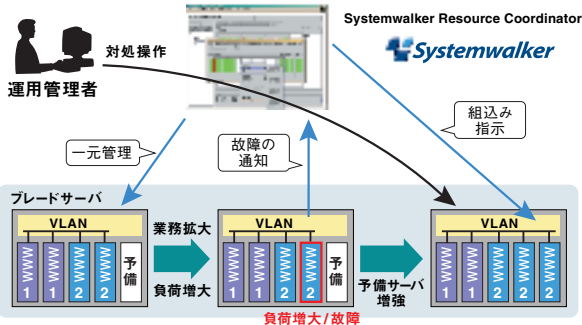 Systemwalker Resource Coordinator
Systemwalker
対処操作
運用管理者
一元管理
故障の
通知
組込み
指示
ブレードサーバ
VLAN
1
1
2
2
予
備
業務拡大
負荷増大
VLAN
1
1
2
2
予
備
負荷増大/故障
予備サーバ
増強
VLAN
1
1
2
2
2